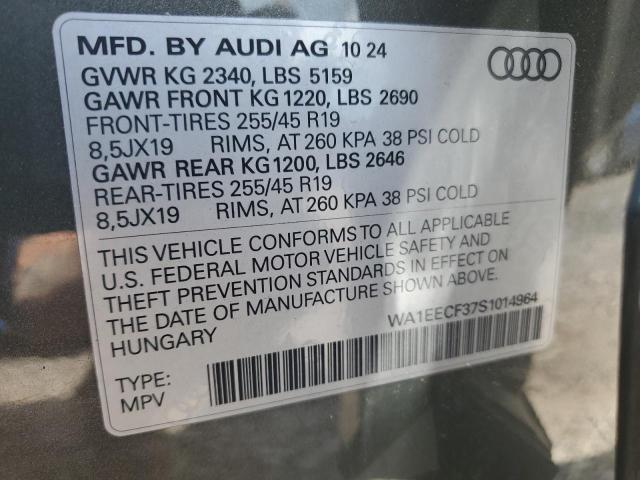 MFD. BY AUDI AG 10 24
GVWR KG 2340, LBS 5159
GAWR FRONT KG 1220, LBS 2690
FRONT-TIRES 255/45 R19
8,5JX19 RIMS, AT 260 KPA 38 PSI COLD
GAWR REAR KG 1200, LBS 2646
REAR-TIRES 255/45 R19
8,5JX19 RIMS, AT 260 KPA 38 PSI COLD
THIS VEHICLE CONFORMS TO ALL APPLICABLE
U.S. FEDERAL MOTOR VEHICLE SAFETY AND
THEFT PREVENTION STANDARDS IN EFFECT ON
THE DATE OF MANUFACTURE SHOWN ABOVE.
HUNGARY
WA1EECF37S1014964
TYPE:
MPV